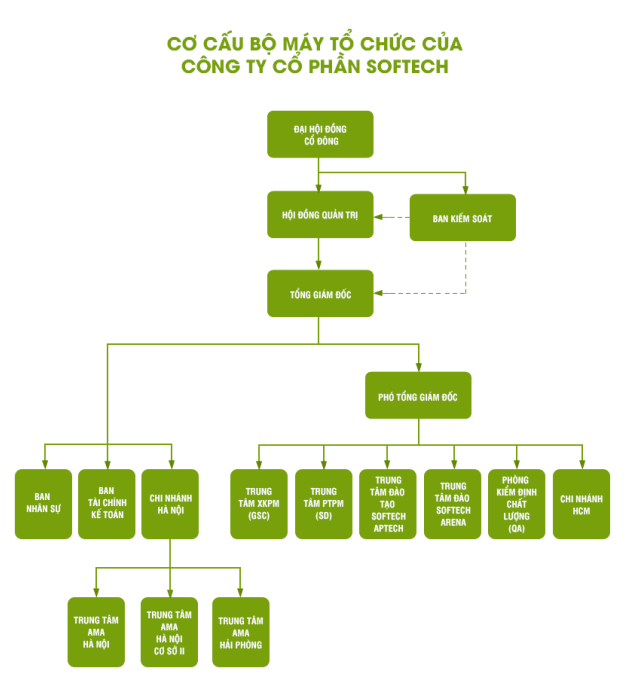 CƠ CẤU BỘ MÁY TỔ CHỨC CỦA
CÔNG TY CỔ PHẦN SOFTECH
ĐẠI HỘI ĐỒNG
CỔ ĐÔNG
HỘI ĐỒNG QUẢN TRỊ
BAN KIỂM SOÁT
TỔNG GIÁM ĐỐC
PHÓ TỔNG GIÁM ĐỐC
BAN
NHÂN SỰ
BAN
TÀI CHÍNH
KẾ TOÁN
CHI NHÁNH
HÀ NỘI
TRUNG
TÂM XKPM
(GSC)
TRUNG
TÂM PTPM
(SD)
TRUNG
TÂM ĐÀO
TẠO
SOFTECH
APTECH
TRUNG
TÂM ĐÀO
SOFTECH
ARENA
PHÒNG
KIỂM ĐỊNH
CHẤT
LƯỢNG
(QA)
CHI NHÁNH
HCM
TRUNG TÂM
AMA
HÀ NỘI
TRUNG TÂM
AMA
HÀ NỘI
CƠ SỞ II
TRUNG TÂM
AMA
HẢI PHÒNG